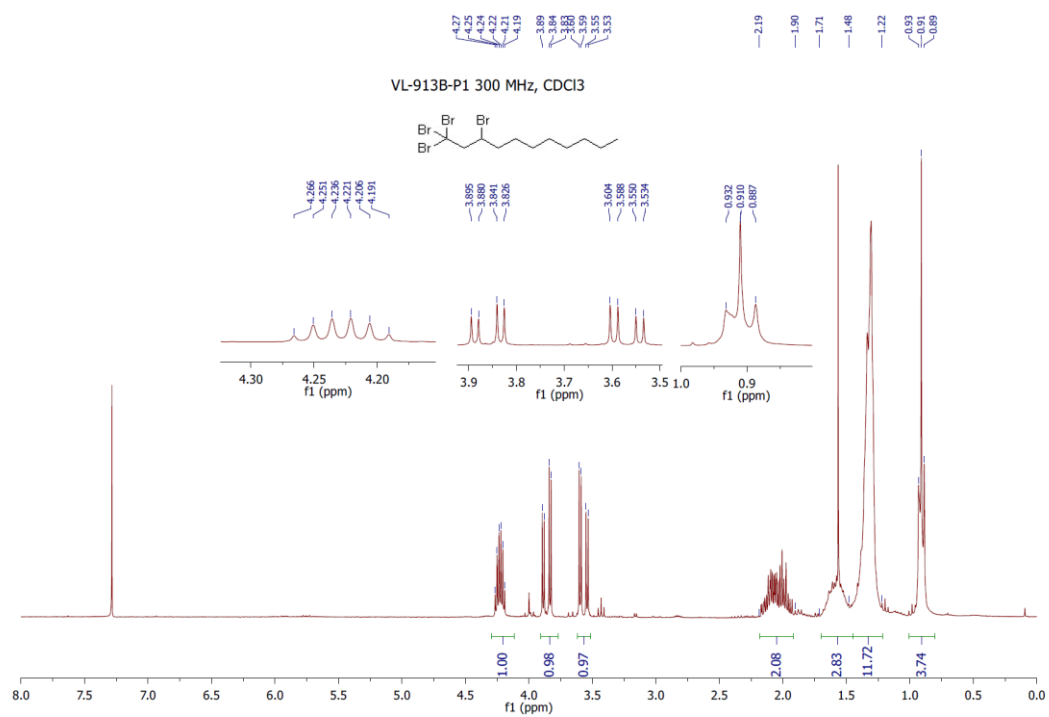 4.27 4.25 4.24 4.22 4.21 4.19 3.89 3.84 3.83 3.60 3.59 3.55 3.53 2.19 1.90 1.71 1.48 1.22 0.93 0.91 0.89
VL-913B-P1 300 MHz, CDCl3
Br Br
Br
Br
4.266 4.251 4.236 4.221 4.206 4.191 3.895 3.880 3.841 3.826 3.604 3.588 3.550 3.534 0.932 0.910 0.887
4.30 4.25 4.20
f1 (ppm)
3.9 3.8 3.7 3.6 3.5
f1 (ppm)
1.0 0.9
f1 (ppm)
1.00 0.98 0.97 2.08 2.83 11.72 3.74
8.0 7.5 7.0 6.5 6.0 5.5 5.0 4.5 4.0 3.5 3.0 2.5 2.0 1.5 1.0 0.5 0.0
f1 (ppm)